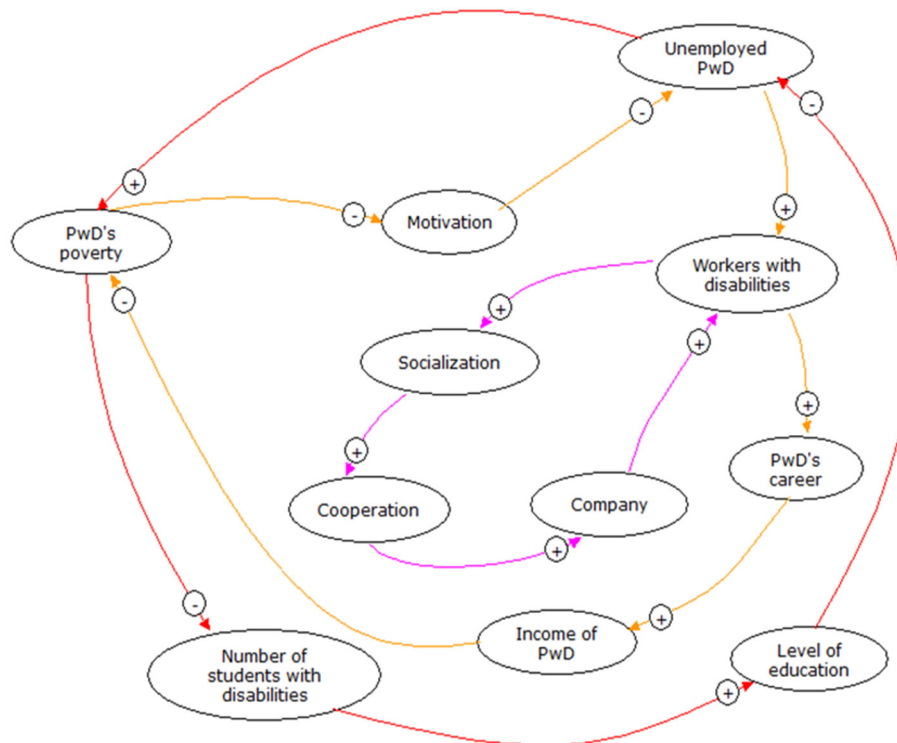 Unemployed
PwD
-
-
+
PwD's
poverty
-
Motivation
+
Workers with
disabilities
-
+
Socialization
+
+
+
PwD's
career
Cooperation
Company
+
-
Income of
PwD
+
Number of
students with
disabilities
Level of
education
+